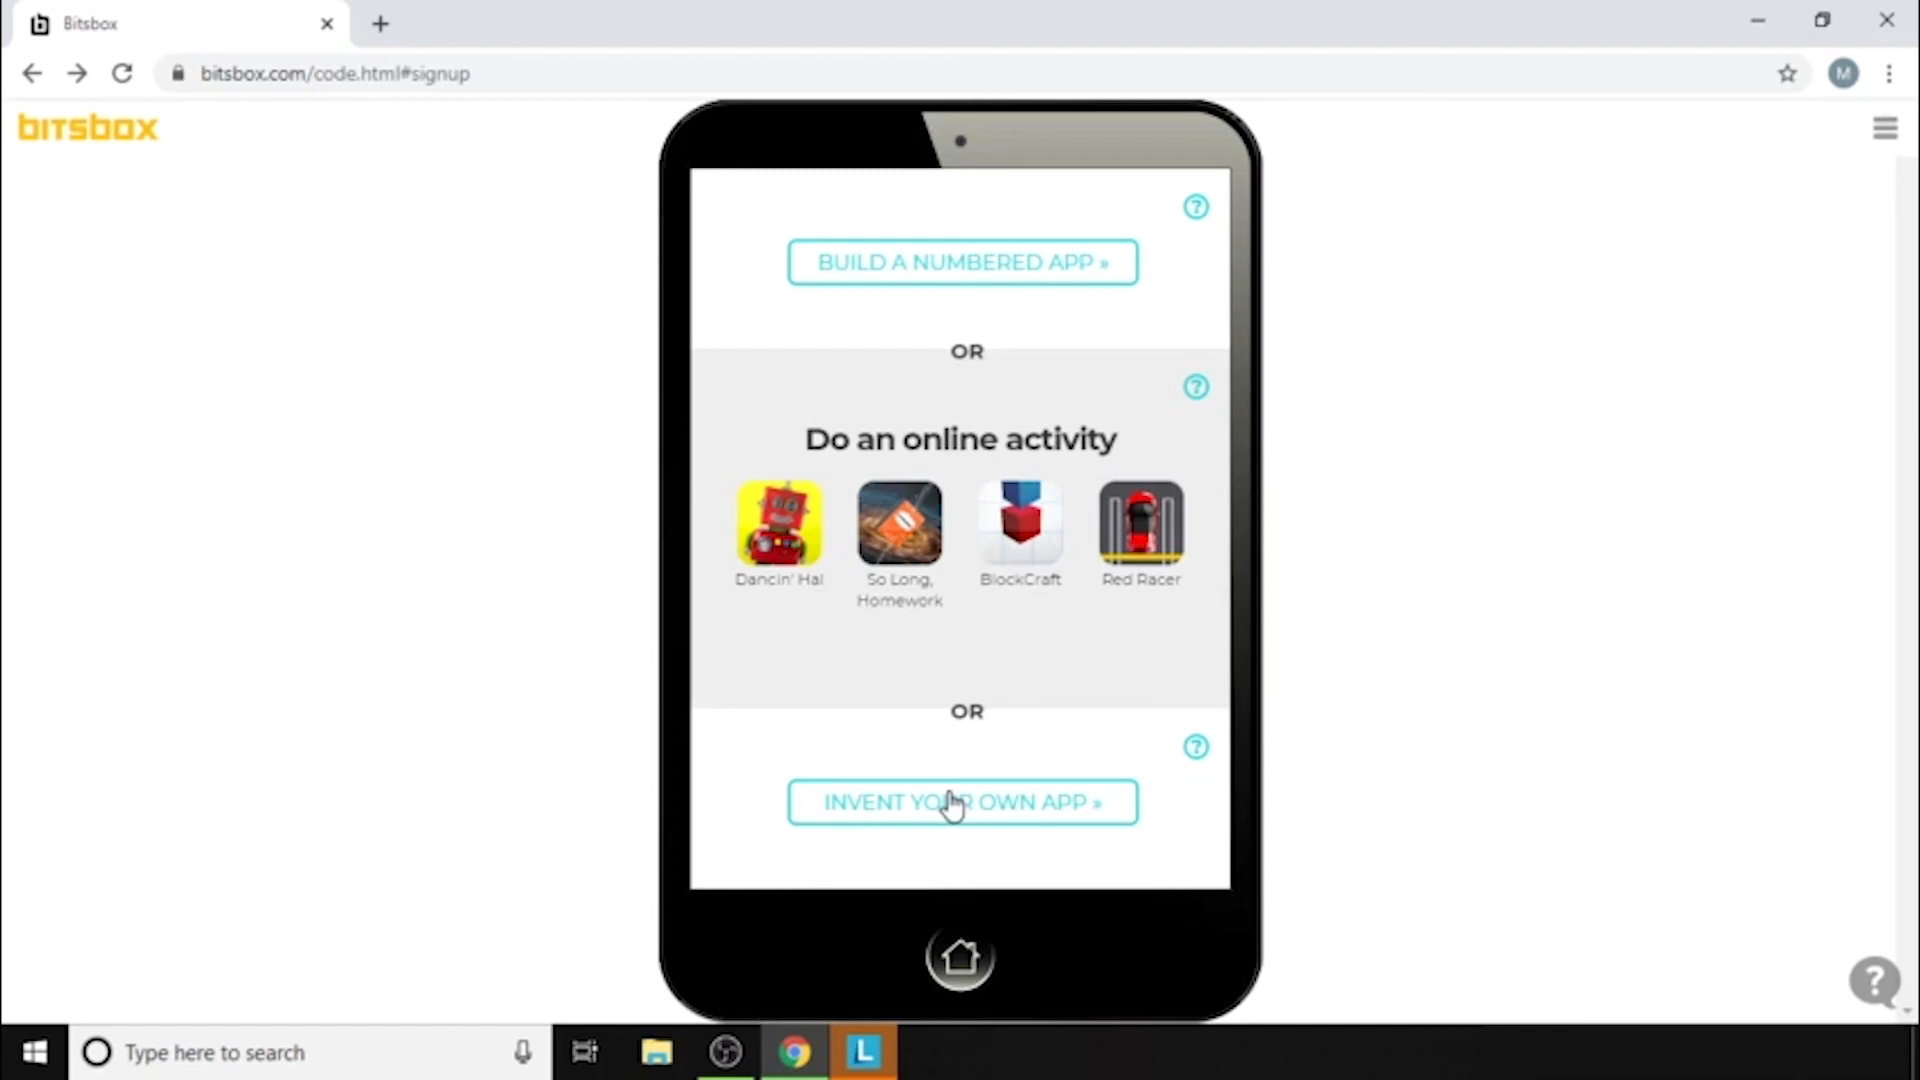 Bitsbox
bitsbox.com/code.html#signup
M
bitsbox
BUILD A NUMBERED APP »
OR
Do an online activity
Dancin' Hal
So Long,
Homework
BlockCraft
Red Racer
OR
INVENT YOUR OWN APP »
Type here to search
L